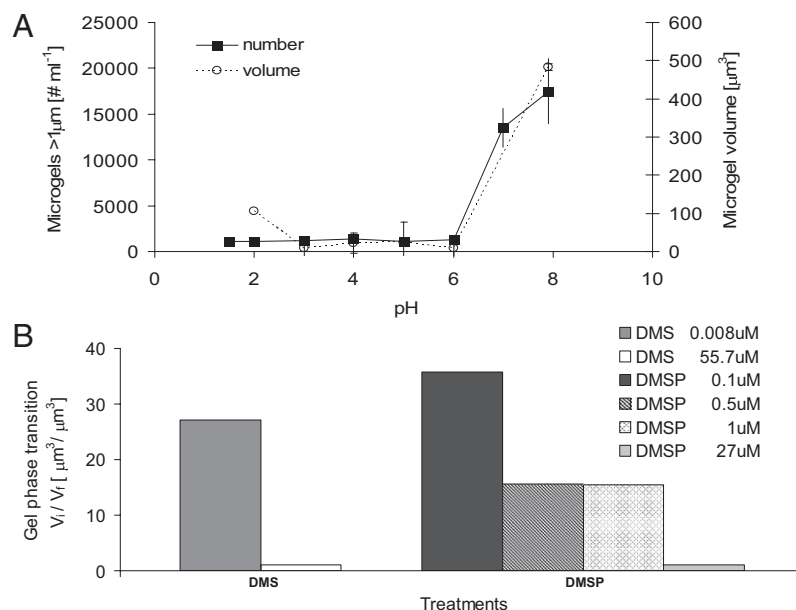 A
Microgels >1μm [# ml⁻¹]
25000
20000
15000
10000
5000
0
number
volume
600
500
400
300
200
100
0
Microgel volume [μm³]
0
2
4
6
8
10
pH
B
Gel phase transition
Vi / Vf [ μm³/ μm³]
40
30
20
10
0
DMS 0.008uM
DMS 55.7uM
DMSP 0.1uM
DMSP 0.5uM
DMSP 1uM
DMSP 27uM
DMS
DMSP
Treatments